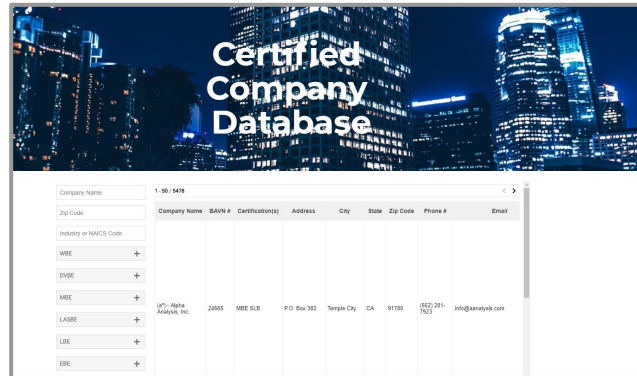 Certified
Company
Database
Company Name
Zip Code
Industry or NAICS Code
WBE
DVBE
MBE
LASBE
LBE
EBE
1 - 50 / 5478
Company Name BAVN # Certification(s) Address City State Zip Code Phone # Email
(a³) - Alpha Analysis, Inc. 24665 MBE SLB P.O. Box 382 Temple City CA 91780 (562) 281-7923 info@aanalysis.com